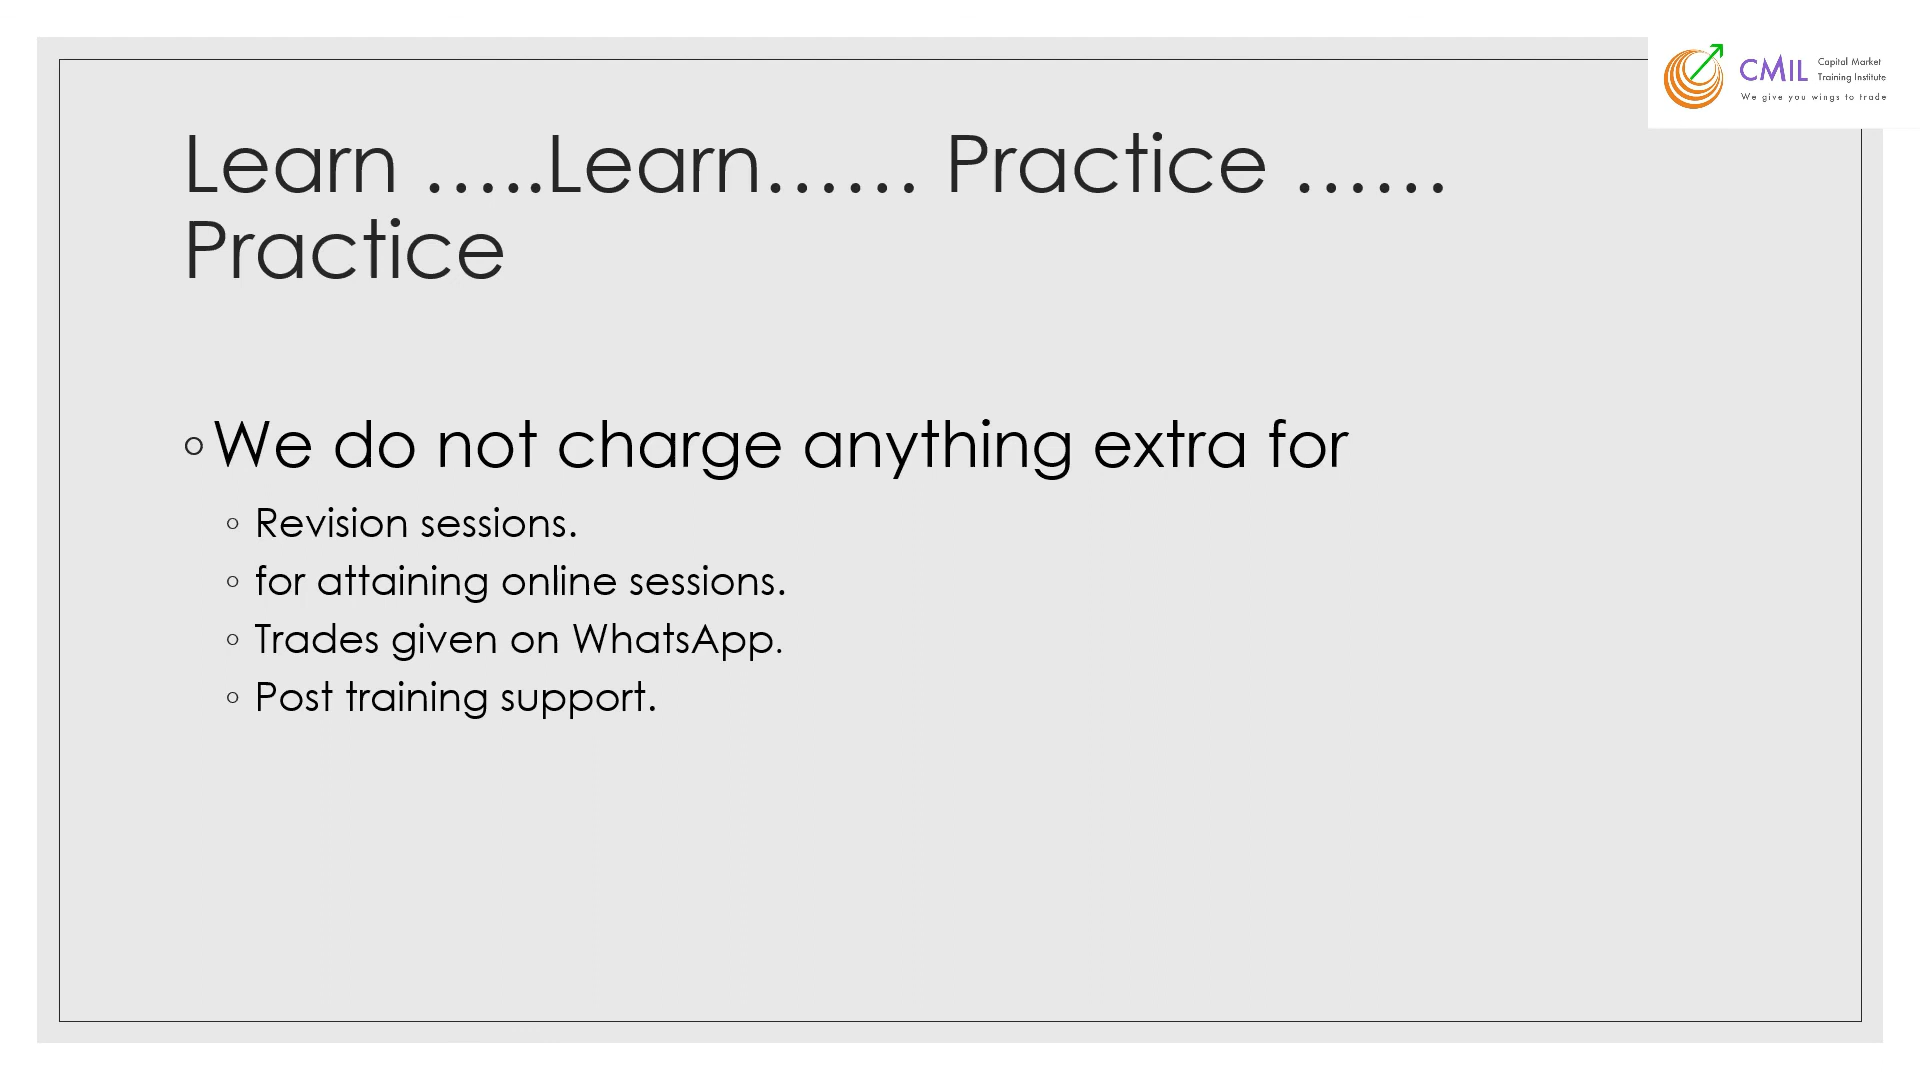 CMIL Capital Market
Training Institute
We give you wings to trade
Learn .....Learn...... Practice ......
Practice
◦We do not charge anything extra for
◦ Revision sessions.
◦ for attaining online sessions.
◦ Trades given on WhatsApp.
◦ Post training support.